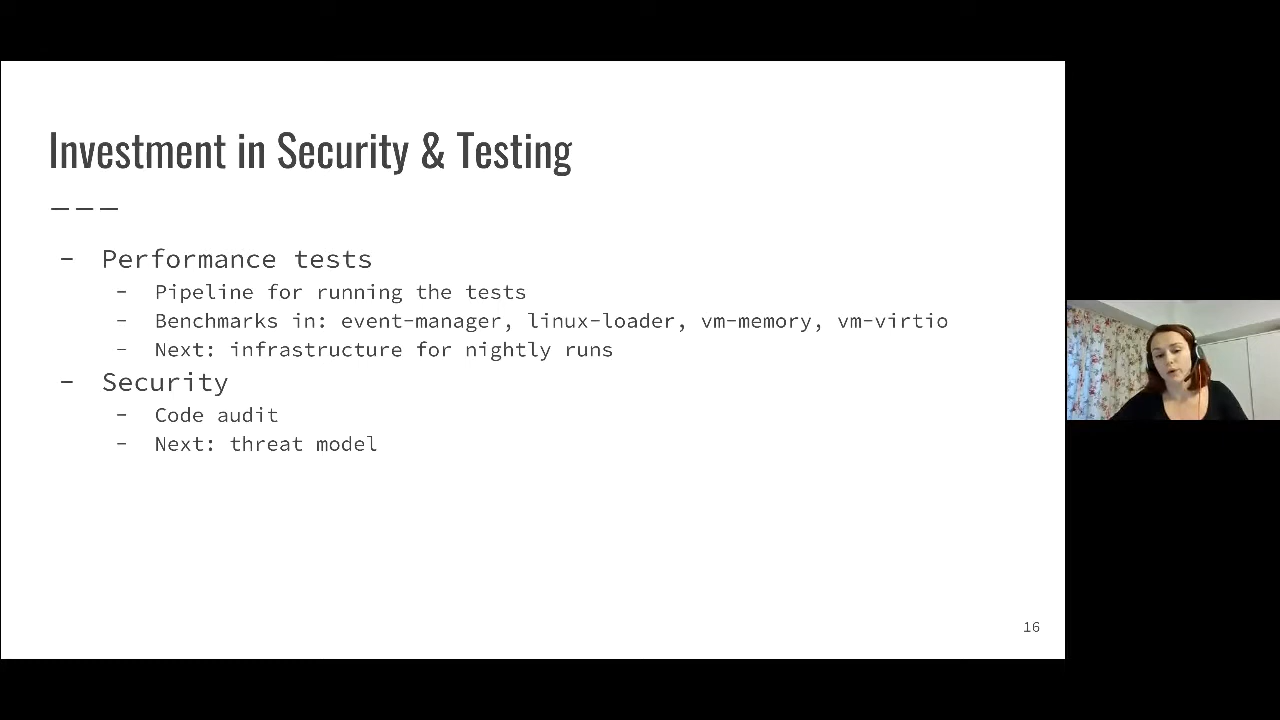 Investment in Security & Testing
– Performance tests
– Pipeline for running the tests
– Benchmarks in: event-manager, linux-loader, vm-memory, vm-virtio
– Next: infrastructure for nightly runs
– Security
– Code audit
– Next: threat model
16